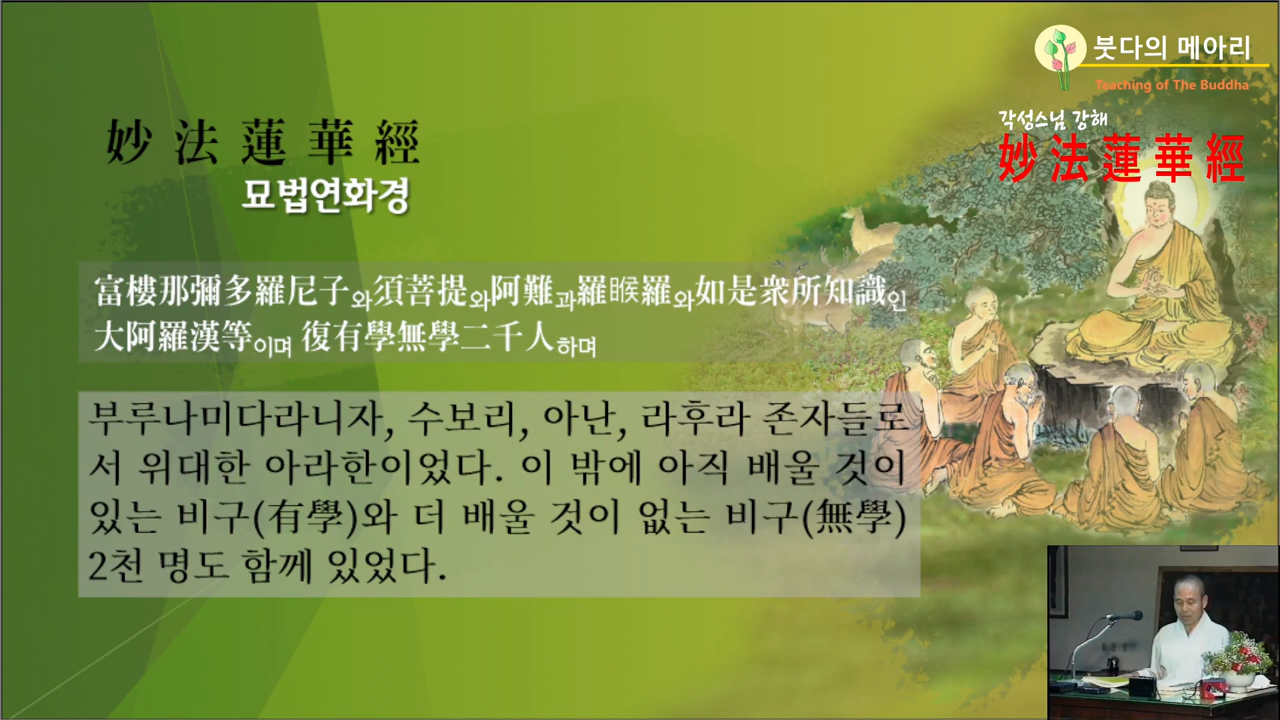 붓다의 메아리
Teaching of The Buddha
각성스님 강해
妙法蓮華經
妙法蓮華經
묘법연화경
富樓那彌多羅尼子와須菩提와阿難과羅睺羅와如是衆所知識인
大阿羅漢等이며 復有學無學二千人하며
부루나미다라니자, 수보리, 아난, 라후라 존자들로
서 위대한 아라한이었다. 이 밖에 아직 배울 것이
있는 비구(有學)와 더 배울 것이 없는 비구(無學)
2천 명도 함께 있었다.